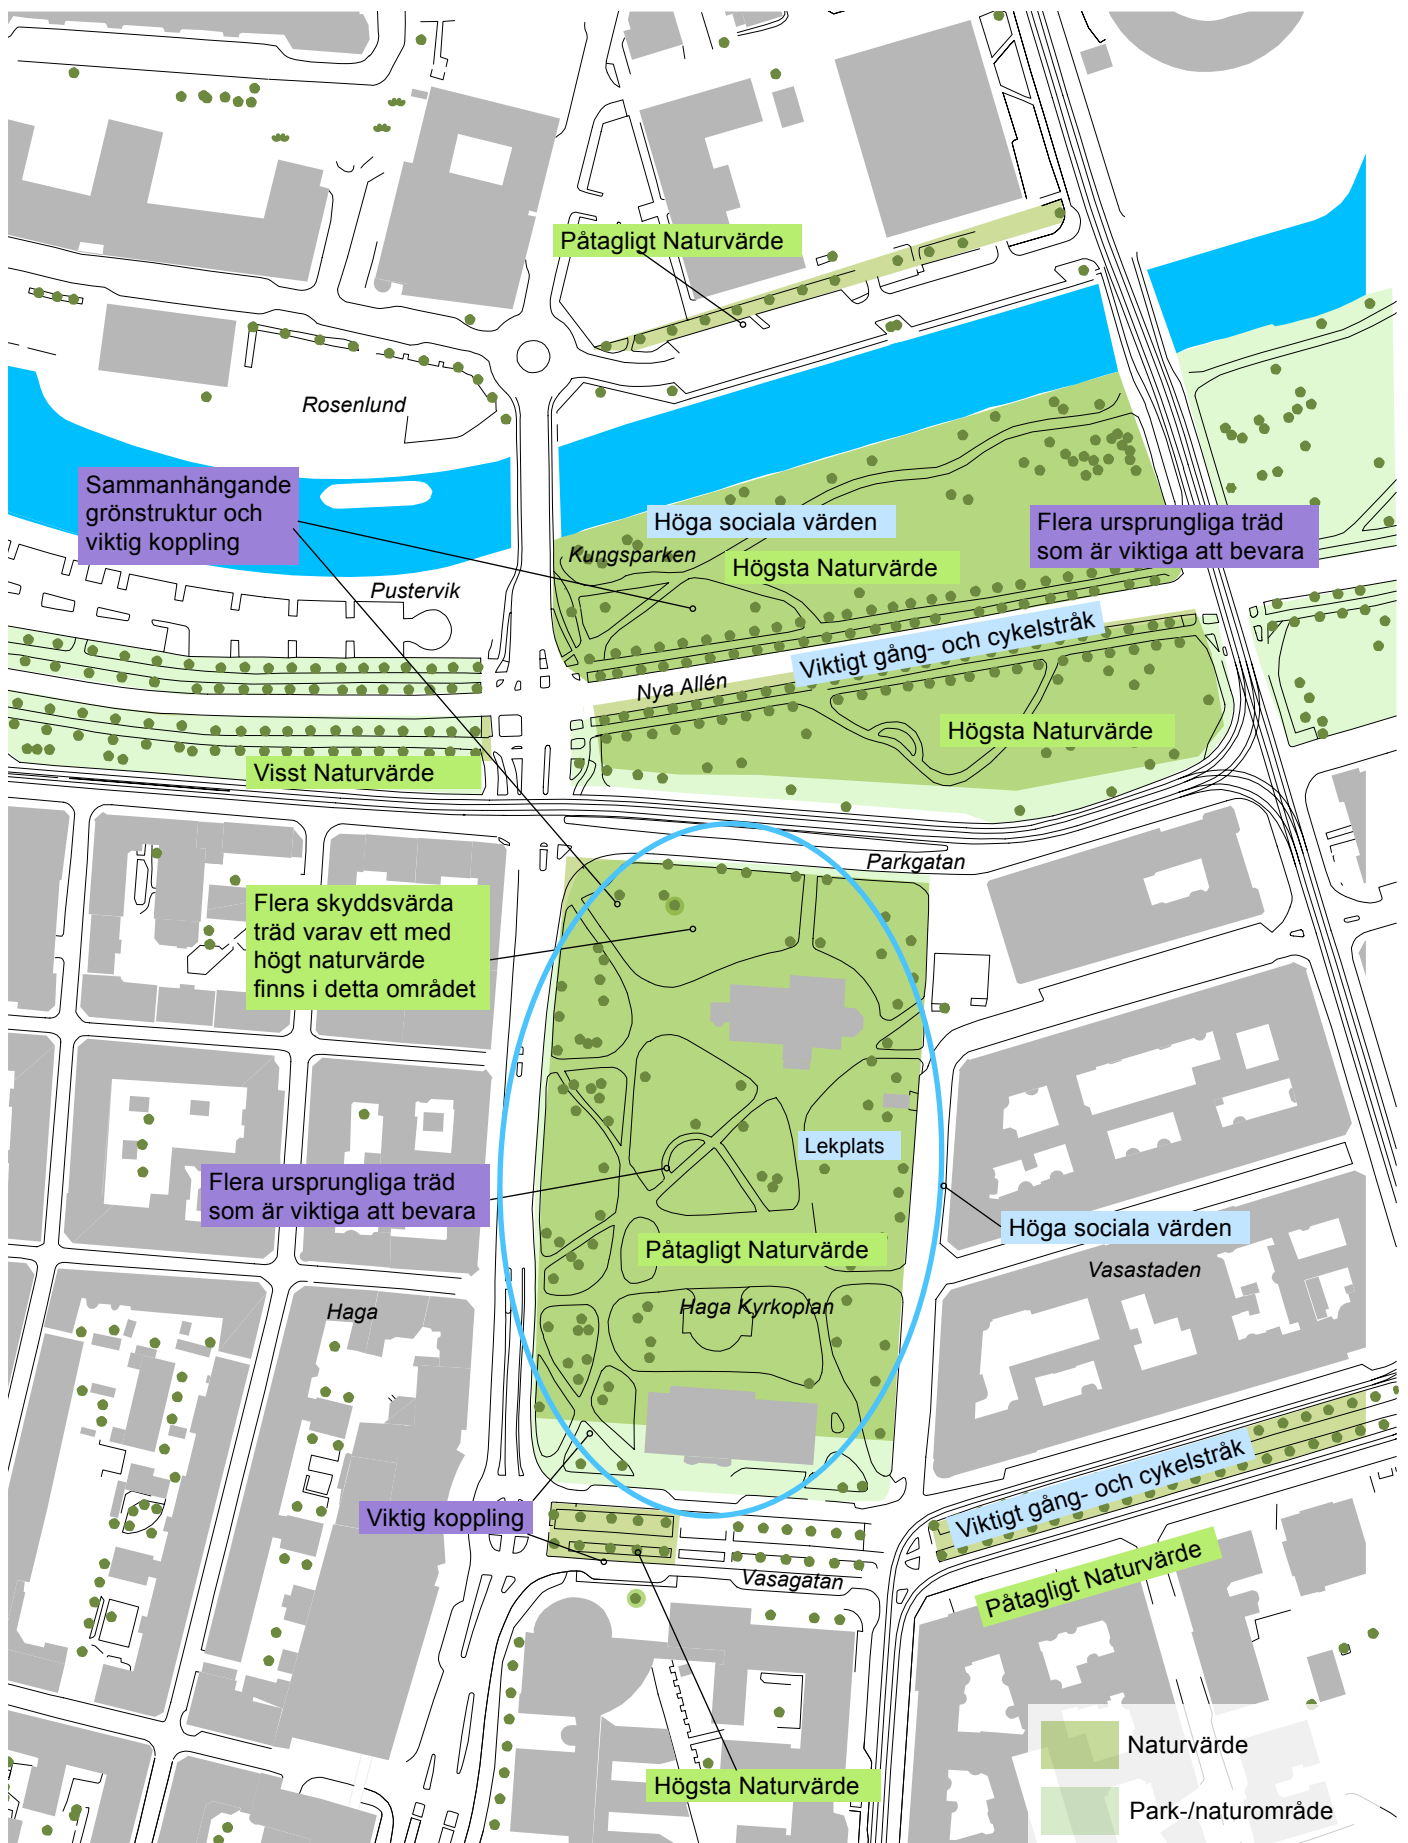 Påtagligt Naturvärde
Rosenlund
Sammanhängande
grönstruktur och
viktig koppling
Höga sociala värden
Flera ursprungliga träd
som är viktiga att bevara
Kungsparken
Högsta Naturvärde
Pustervik
Viktigt gång- och cykelstråk
Nya Allén
Högsta Naturvärde
Visst Naturvärde
Parkgatan
Flera skyddsvärda
träd varav ett med
högt naturvärde
finns i detta området
Lekplats
Flera ursprungliga träd
som är viktiga att bevara
Höga sociala värden
Påtagligt Naturvärde
Vasastaden
Haga
Haga Kyrkoplan
Viktigt gång- och cykelstråk
Viktig koppling
Vasagatan
Påtagligt Naturvärde
Högsta Naturvärde
Naturvärde
Park-/naturområde